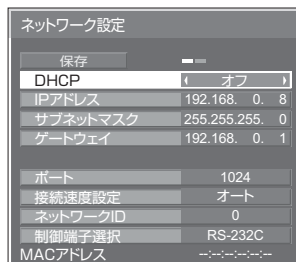 ネットワーク設定
保存
DHCP オフ
IPアドレス 192.168. 0. 8
サブネットマスク 255.255.255. 0
ゲートウェイ 192.168. 0. 1
ポート 1024
接続速度設定 オート
ネットワークID 0
制御端子選択 RS-232C
MACアドレス --:--:--:--:--:--